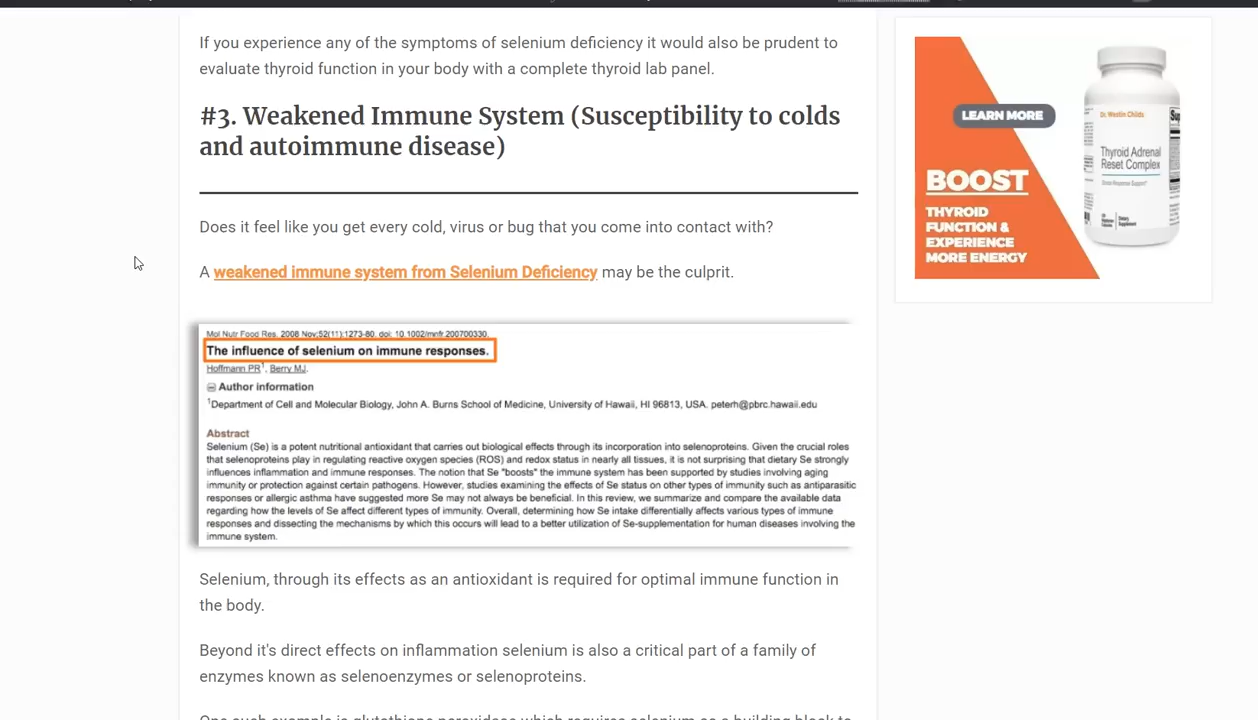 If you experience any of the symptoms of selenium deficiency it would also be prudent to
evaluate thyroid function in your body with a complete thyroid lab panel.
#3. Weakened Immune System (Susceptibility to colds
and autoimmune disease)
Does it feel like you get every cold, virus or bug that you come into contact with?
A weakened immune system from Selenium Deficiency may be the culprit.
Mol Nutr Food Res. 2008 Nov;52(11):1273-80. doi: 10.1002/mnfr.200700330.
The influence of selenium on immune responses.
Hoffmann PR1, Berry MJ.
Author information
1Department of Cell and Molecular Biology, John A. Burns School of Medicine, University of Hawaii, HI 96813, USA. peterh@pbrc.hawaii.edu
Abstract
Selenium (Se) is a potent nutritional antioxidant that carries out biological effects through its incorporation into selenoproteins. Given the crucial roles
that selenoproteins play in regulating reactive oxygen species (ROS) and redox status in nearly all tissues, it is not surprising that dietary Se strongly
influences inflammation and immune responses. The notion that Se "boosts" the immune system has been supported by studies involving aging
immunity or protection against certain pathogens. However, studies examining the effects of Se status on other types of immunity such as antiparasitic
responses or allergic asthma have suggested more Se may not always be beneficial. In this review, we summarize and compare the available data
regarding how the levels of Se affect different types of immunity. Overall, determining how Se intake differentially affects various types of immune
responses and dissecting the mechanisms by which this occurs will lead to a better utilization of Se-supplementation for human diseases involving the
immune system.
Selenium, through its effects as an antioxidant is required for optimal immune function in
the body.
Beyond it's direct effects on inflammation selenium is also a critical part of a family of
enzymes known as selenoenzymes or selenoproteins.
One such example is glutathione peroxidase which requires selenium as a building block to
LEARN MORE
BOOST
THYROID
FUNCTION &
EXPERIENCE
MORE ENERGY
Dr. Westin Childs
Thyroid Adrenal
Reset Complex